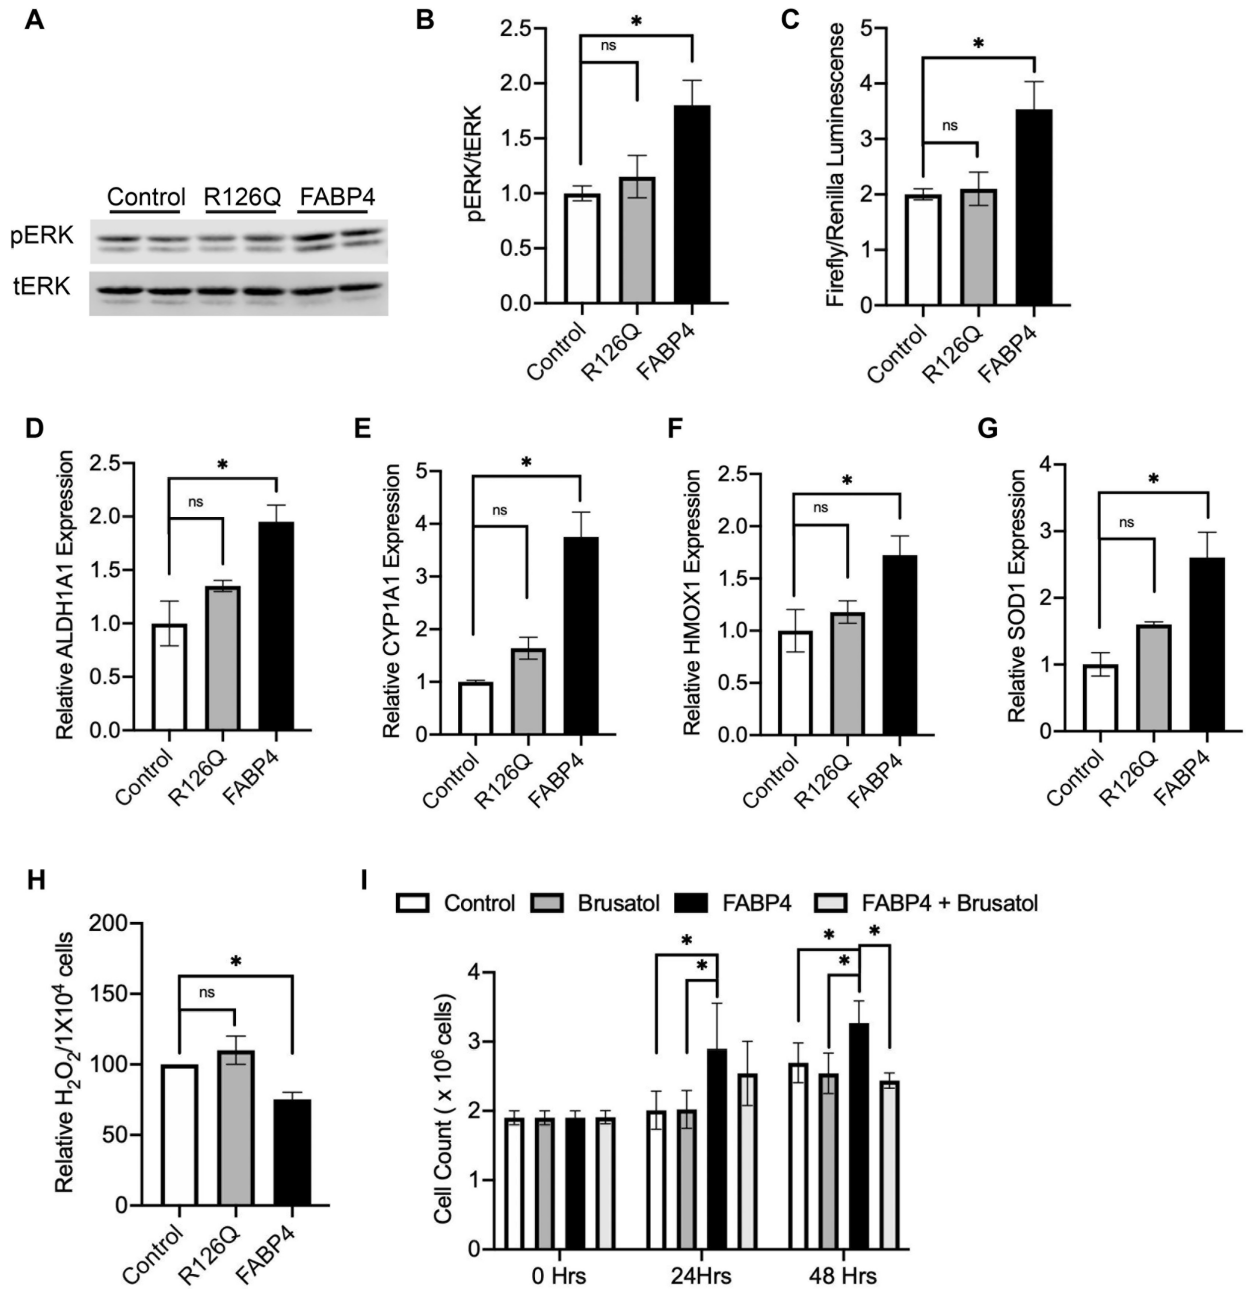 A
Control R126Q FABP4
pERK
tERK
B
pERK/tERK
2.5
2.0
1.5
1.0
0.5
0.0
*
ns
Control
R126Q
FABP4
C
Firefly/Renilla Luminescense
5
4
3
2
1
0
*
ns
Control
R126Q
FABP4
D
Relative ALDH1A1 Expression
2.5
2.0
1.5
1.0
0.5
0.0
*
ns
Control
R126Q
FABP4
E
Relative CYP1A1 Expression
5
4
3
2
1
0
*
ns
Control
R126Q
FABP4
F
Relative HMOX1 Expression
2.5
2.0
1.5
1.0
0.5
0.0
*
ns
Control
R126Q
FABP4
G
Relative SOD1 Expression
4
3
2
1
0
*
ns
Control
R126Q
FABP4
H
Relative H₂O₂/1X10⁴ cells
200
150
100
50
0
*
ns
Control
R126Q
FABP4
I
Control Brusatol FABP4 FABP4 + Brusatol
Cell Count ( x 10⁶ cells)
4
3
2
1
0
*
*
*
*
*
0 Hrs 24Hrs 48 Hrs